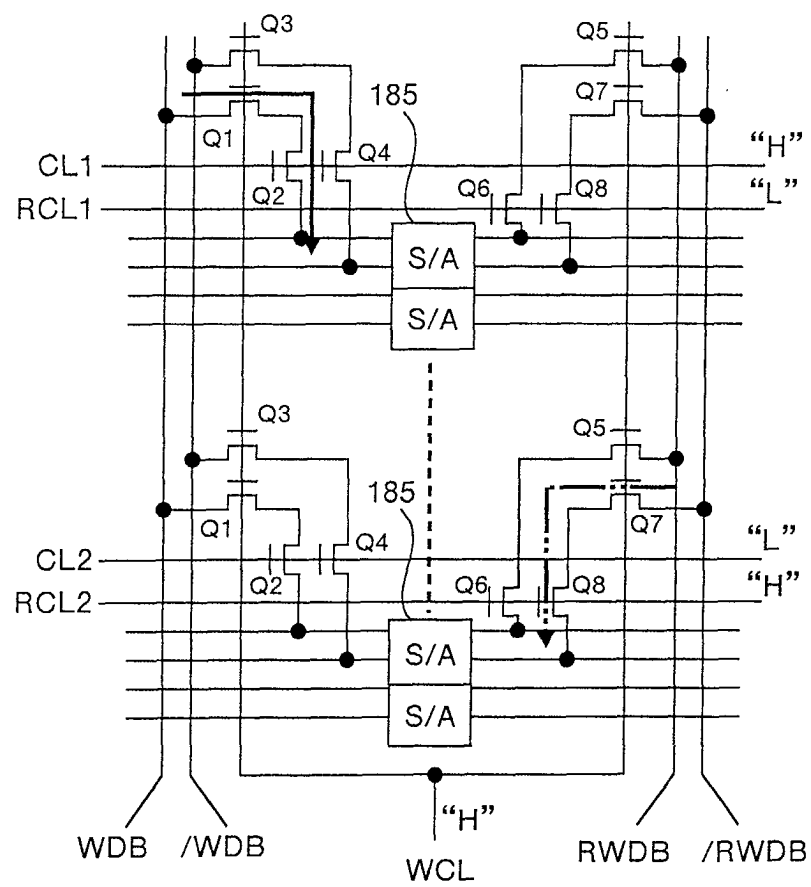 Q3
Q5
185
Q7
Q1
Q4
"H"
CL1
Q2
Q6
Q8
"L"
RCL1
S/A
S/A
Q3
Q5
185
Q1
Q7
Q4
"L"
CL2
Q2
Q6
Q8
"H"
RCL2
S/A
S/A
"H"
WDB /WDB
WCL
RWDB /RWDB